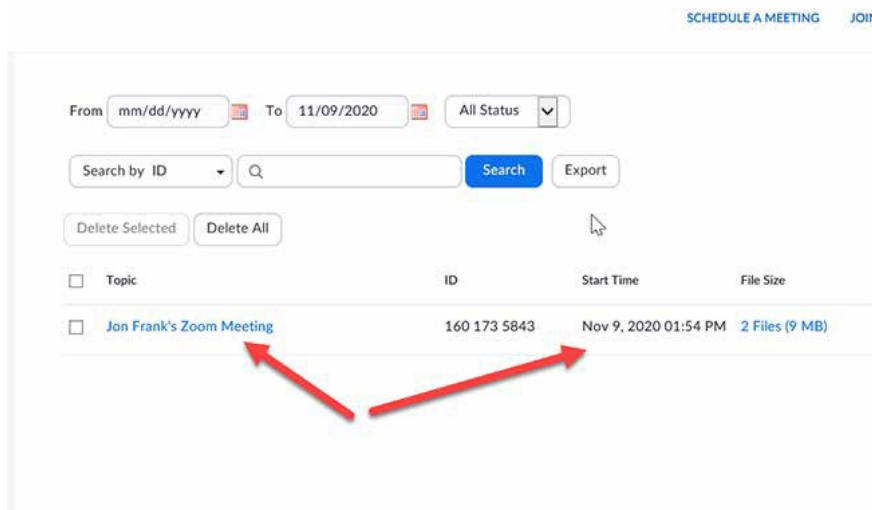 SCHEDULE A MEETING JOIN
From mm/dd/yyyy To 11/09/2020 All Status
Search by ID Search Export
Delete Selected Delete All
Topic ID Start Time File Size
Jon Frank's Zoom Meeting 160 173 5843 Nov 9, 2020 01:54 PM 2 Files (9 MB)